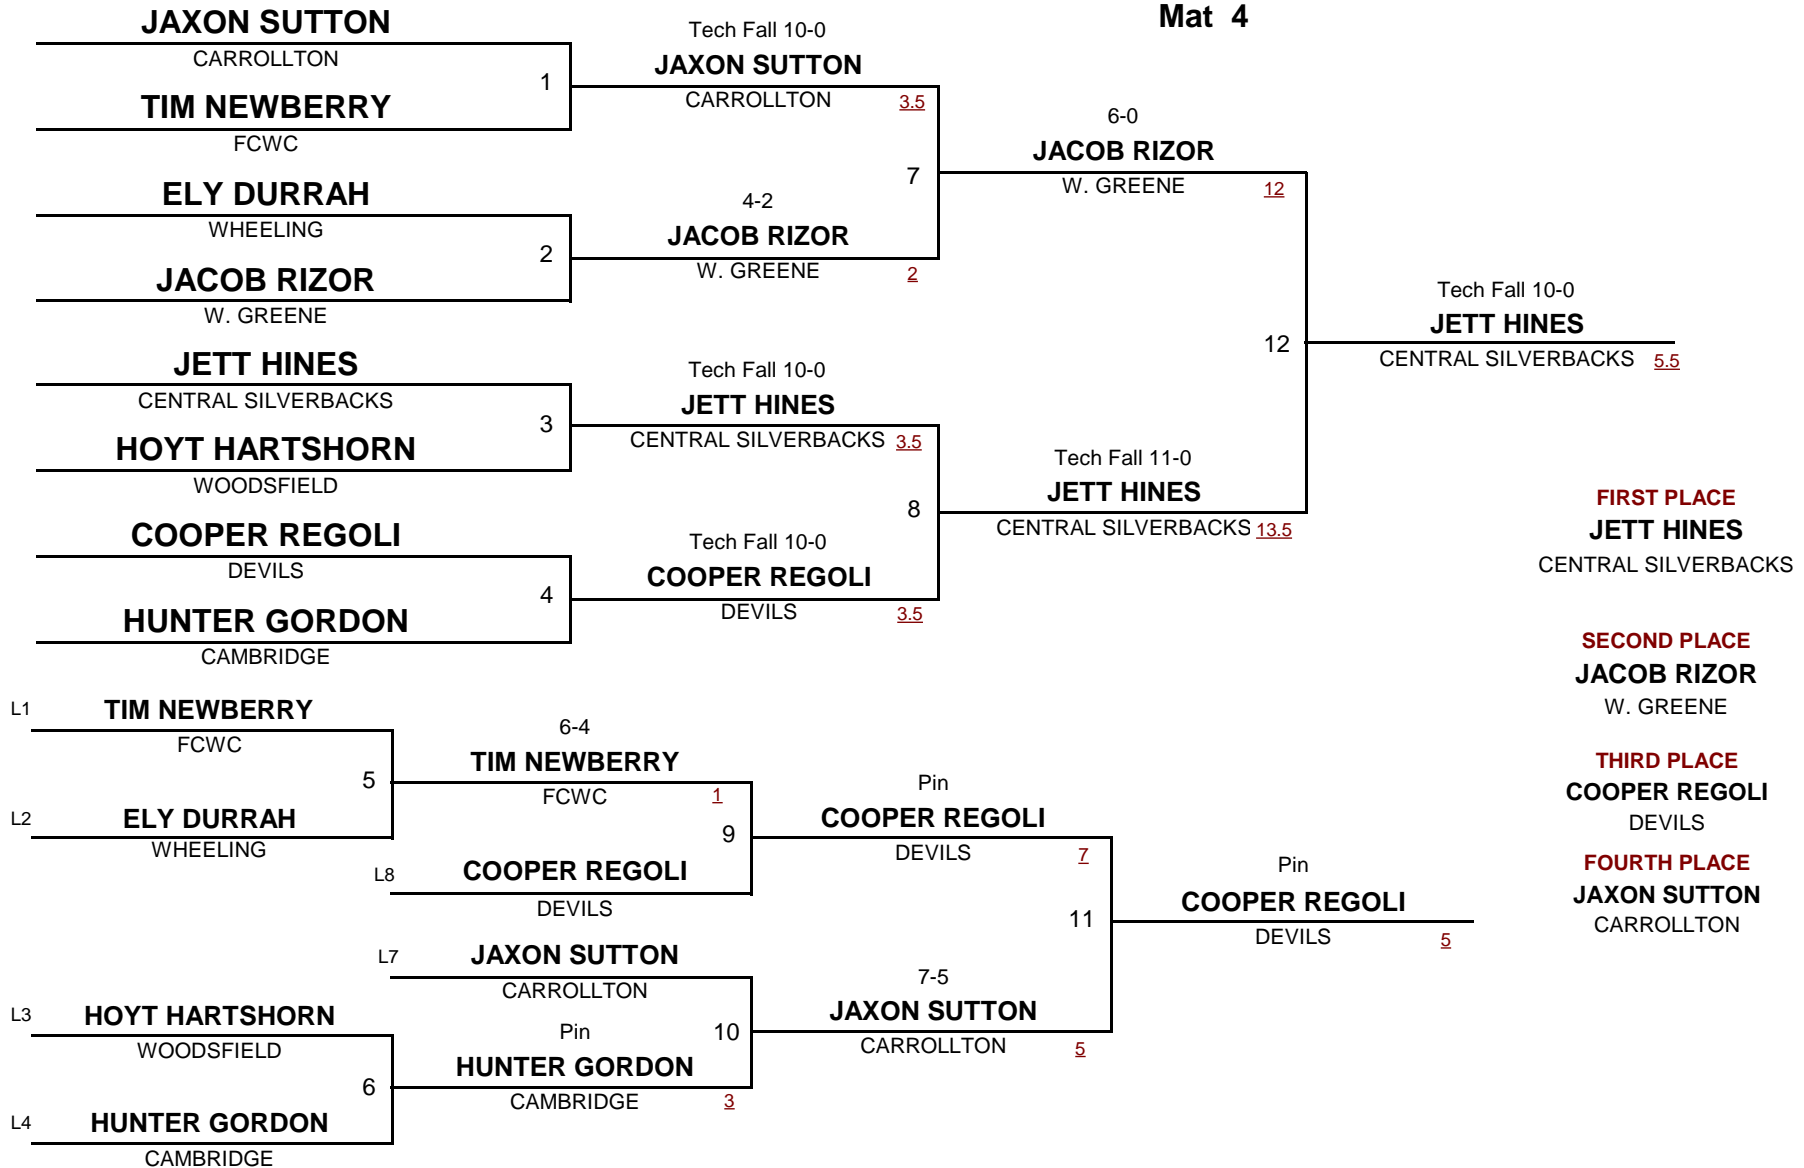 Mat 4
JAXON SUTTON
CARROLLTON
1
TIM NEWBERRY
FCWC
ELY DURRAH
WHEELING
2
JACOB RIZOR
W. GREENE
JETT HINES
CENTRAL SILVERBACKS
3
HOYT HARTSHORN
WOODSFIELD
COOPER REGOLI
DEVILS
4
HUNTER GORDON
CAMBRIDGE
Tech Fall 10-0
JAXON SUTTON
CARROLLTON 3.5
7
4-2
JACOB RIZOR
W. GREENE 2
Tech Fall 10-0
JETT HINES
CENTRAL SILVERBACKS 3.5
8
Tech Fall 10-0
COOPER REGOLI
DEVILS 3.5
6-0
JACOB RIZOR
W. GREENE 12
12
Tech Fall 11-0
JETT HINES
CENTRAL SILVERBACKS 13.5
Tech Fall 10-0
JETT HINES
CENTRAL SILVERBACKS 5.5
FIRST PLACE
JETT HINES
CENTRAL SILVERBACKS
SECOND PLACE
JACOB RIZOR
W. GREENE
THIRD PLACE
COOPER REGOLI
DEVILS
FOURTH PLACE
JAXON SUTTON
CARROLLTON
L1 TIM NEWBERRY
FCWC
5
L2 ELY DURRAH
WHEELING
L3 HOYT HARTSHORN
WOODSFIELD
6
L4 HUNTER GORDON
CAMBRIDGE
6-4
TIM NEWBERRY
FCWC 1
9
L8 COOPER REGOLI
DEVILS
L7 JAXON SUTTON
CARROLLTON
Pin 10
HUNTER GORDON
CAMBRIDGE 3
Pin
COOPER REGOLI
DEVILS 7
11
7-5
JAXON SUTTON
CARROLLTON 5
Pin
COOPER REGOLI
DEVILS 5